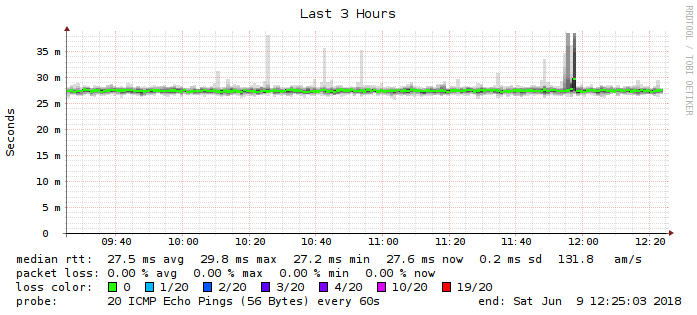 Last 3 Hours
RRDTOOL / TOBI OETIKER
Seconds
35 m
30 m
25 m
20 m
15 m
10 m
5 m
0
09:40 10:00 10:20 10:40 11:00 11:20 11:40 12:00 12:20
median rtt: 27.5 ms avg 29.8 ms max 27.2 ms min 27.6 ms now 0.2 ms sd 131.8 am/s
packet loss: 0.00 % avg 0.00 % max 0.00 % min 0.00 % now
loss color: 0 1/20 2/20 3/20 4/20 10/20 19/20
probe: 20 ICMP Echo Pings (56 Bytes) every 60s end: Sat Jun 9 12:25:03 2018